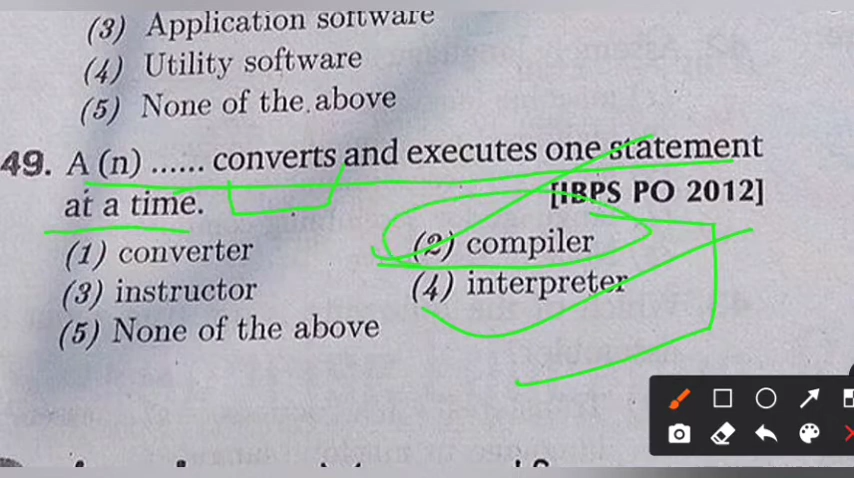 (3) Application software
(4) Utility software
(5) None of the above
49. A (n) ...... converts and executes one statement
at a time. [IBPS PO 2012]
(1) converter (2) compiler
(3) instructor (4) interpreter
(5) None of the above